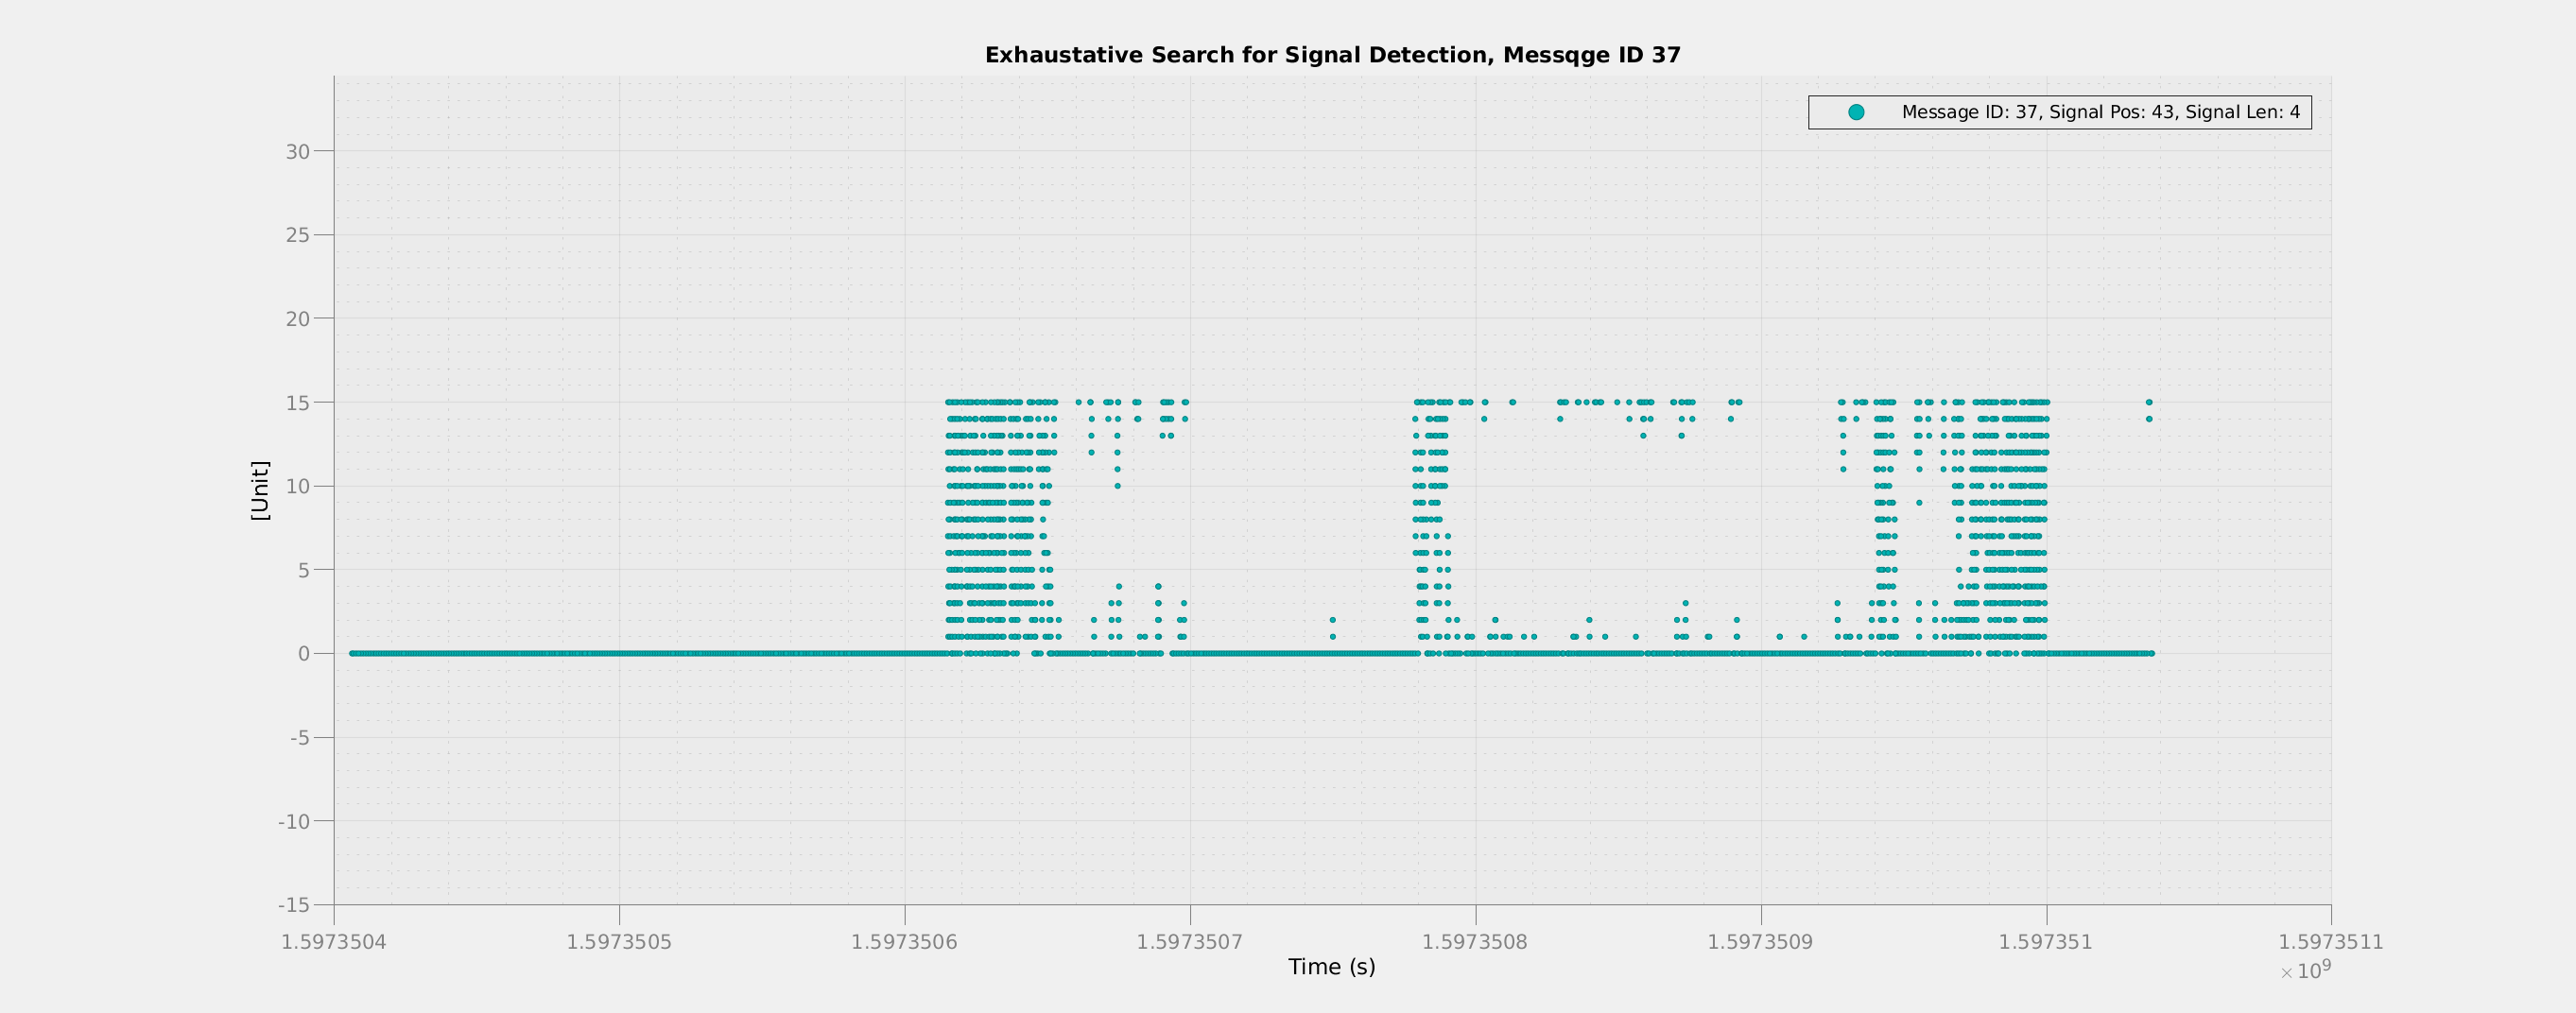 Exhaustative Search for Signal Detection, Messqge ID 37
Message ID: 37, Signal Pos: 43, Signal Len: 4
30
25
20
15
10
5
0
-5
-10
-15
[Unit]
1.5973504 1.5973505 1.5973506 1.5973507 1.5973508 1.5973509 1.597351 1.5973511
Time (s)
× 10⁹